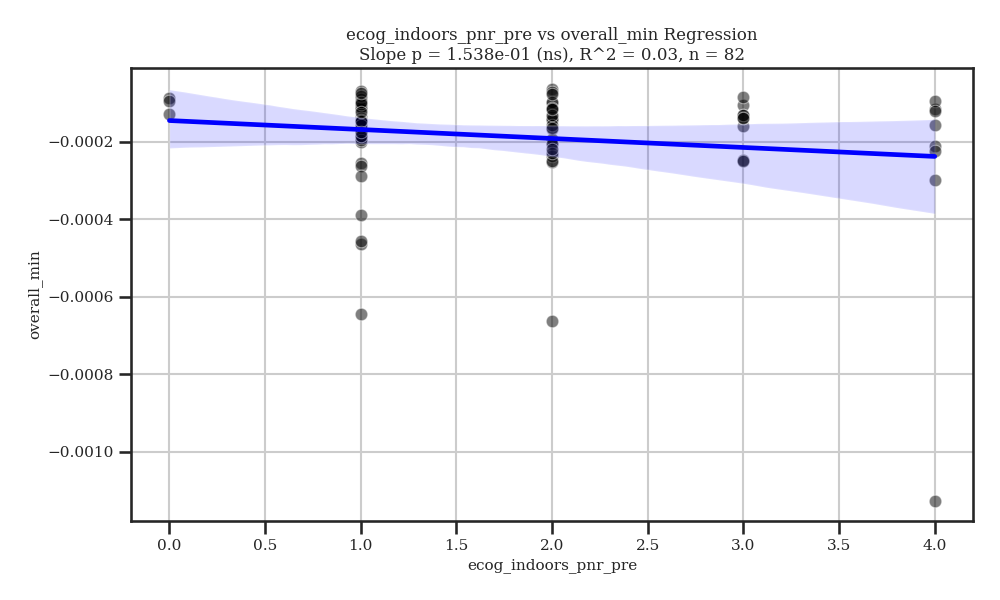 ecog_indoors_pnr_pre vs overall_min Regression
Slope p = 1.538e-01 (ns), R^2 = 0.03, n = 82
overall_min
−0.0002
−0.0004
−0.0006
−0.0008
−0.0010
0.0 0.5 1.0 1.5 2.0 2.5 3.0 3.5 4.0
ecog_indoors_pnr_pre